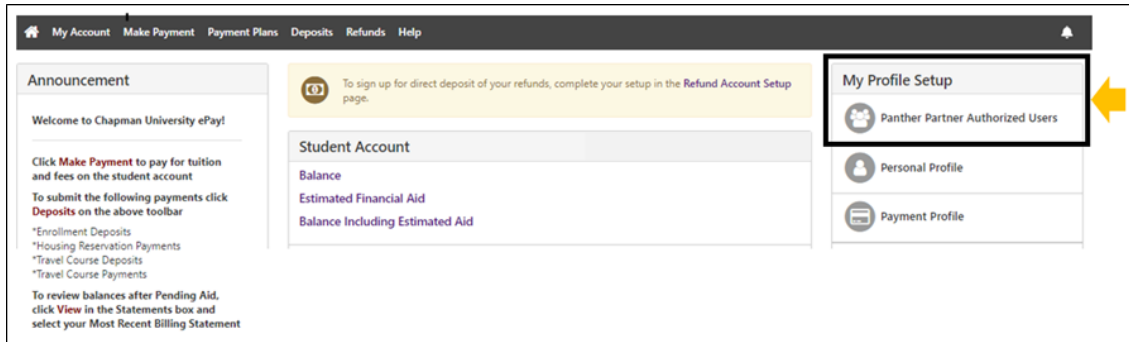 My Account Make Payment Payment Plans Deposits Refunds Help
Announcement
Welcome to Chapman University ePay!
Click Make Payment to pay for tuition
and fees on the student account
To submit the following payments click
Deposits on the above toolbar
*Enrollment Deposits
*Housing Reservation Payments
*Travel Course Deposits
*Travel Course Payments
To review balances after Pending Aid,
click View in the Statements box and
select your Most Recent Billing Statement
To sign up for direct deposit of your refunds, complete your setup in the Refund Account Setup
page.
Student Account
Balance
Estimated Financial Aid
Balance Including Estimated Aid
My Profile Setup
Panther Partner Authorized Users
Personal Profile
Payment Profile